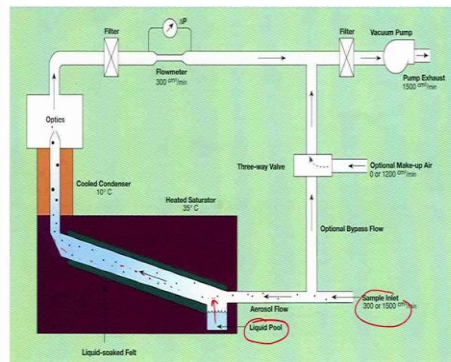 Filter
ΔP
Flowmeter
300 cm³/min
Filter
Vacuum Pump
Pump Exhaust
1500 cm³/min
Optics
Three-way Valve
Optional Make-up Air
0 or 1200 cm³/min
Cooled Condenser
10° C
Heated Saturator
35° C
Optional Bypass Flow
Aerosol Flow
Sample Inlet
300 or 1500 cm³/min
Liquid Pool
Liquid-soaked Felt